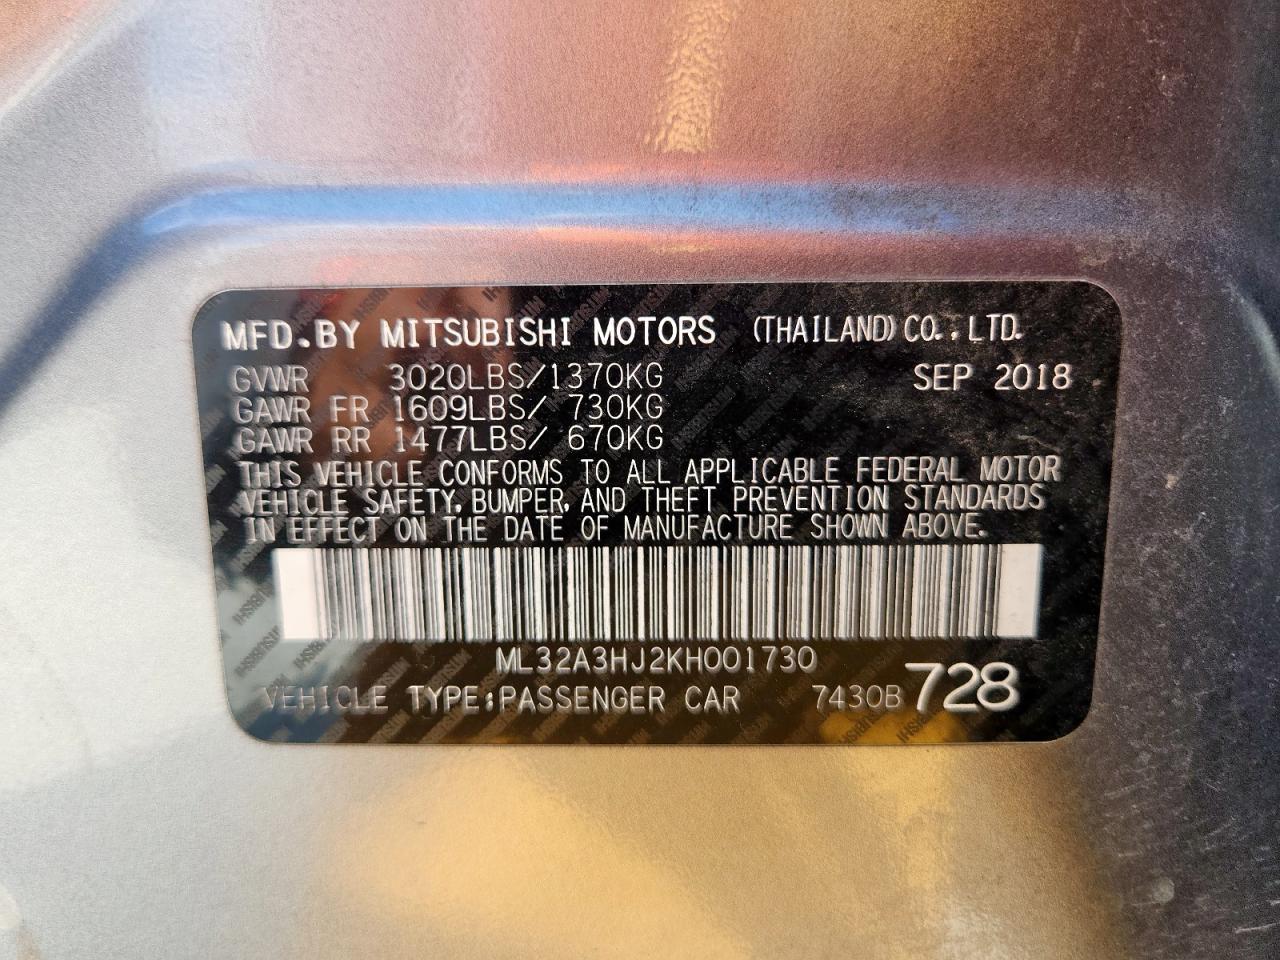 MFD.BY MITSUBISHI MOTORS (THAILAND)CO.,LTD.
GVWR 3020LBS/1370KG SEP 2018
GAWR FR 1609LBS/ 730KG
GAWR RR 1477LBS/ 670KG
THIS VEHICLE CONFORMS TO ALL APPLICABLE FEDERAL MOTOR
VEHICLE SAFETY, BUMPER, AND THEFT PREVENTION STANDARDS
IN EFFECT ON THE DATE OF MANUFACTURE SHOWN ABOVE.
ML32A3HJ2KH001730
VEHICLE TYPE:PASSENGER CAR 7430B 728